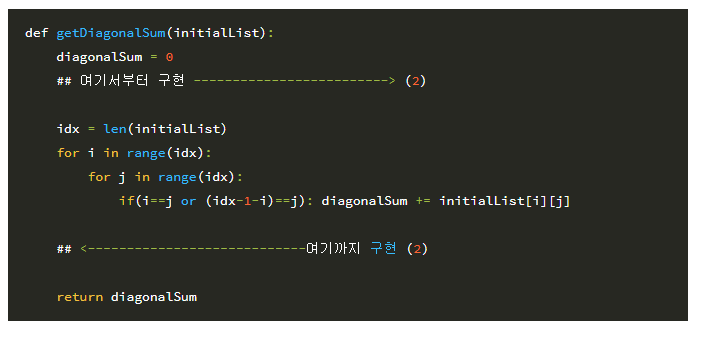 def getDiagonalSum(initialList):
    diagonalSum = 0
    ## 여기서부터 구현 -------------------------> (2)
    idx = len(initialList)
    for i in range(idx):
        for j in range(idx):
            if(i==j or (idx-1-i)==j): diagonalSum += initialList[i][j]
    ## <----------------------------여기까지 구현 (2)
    return diagonalSum